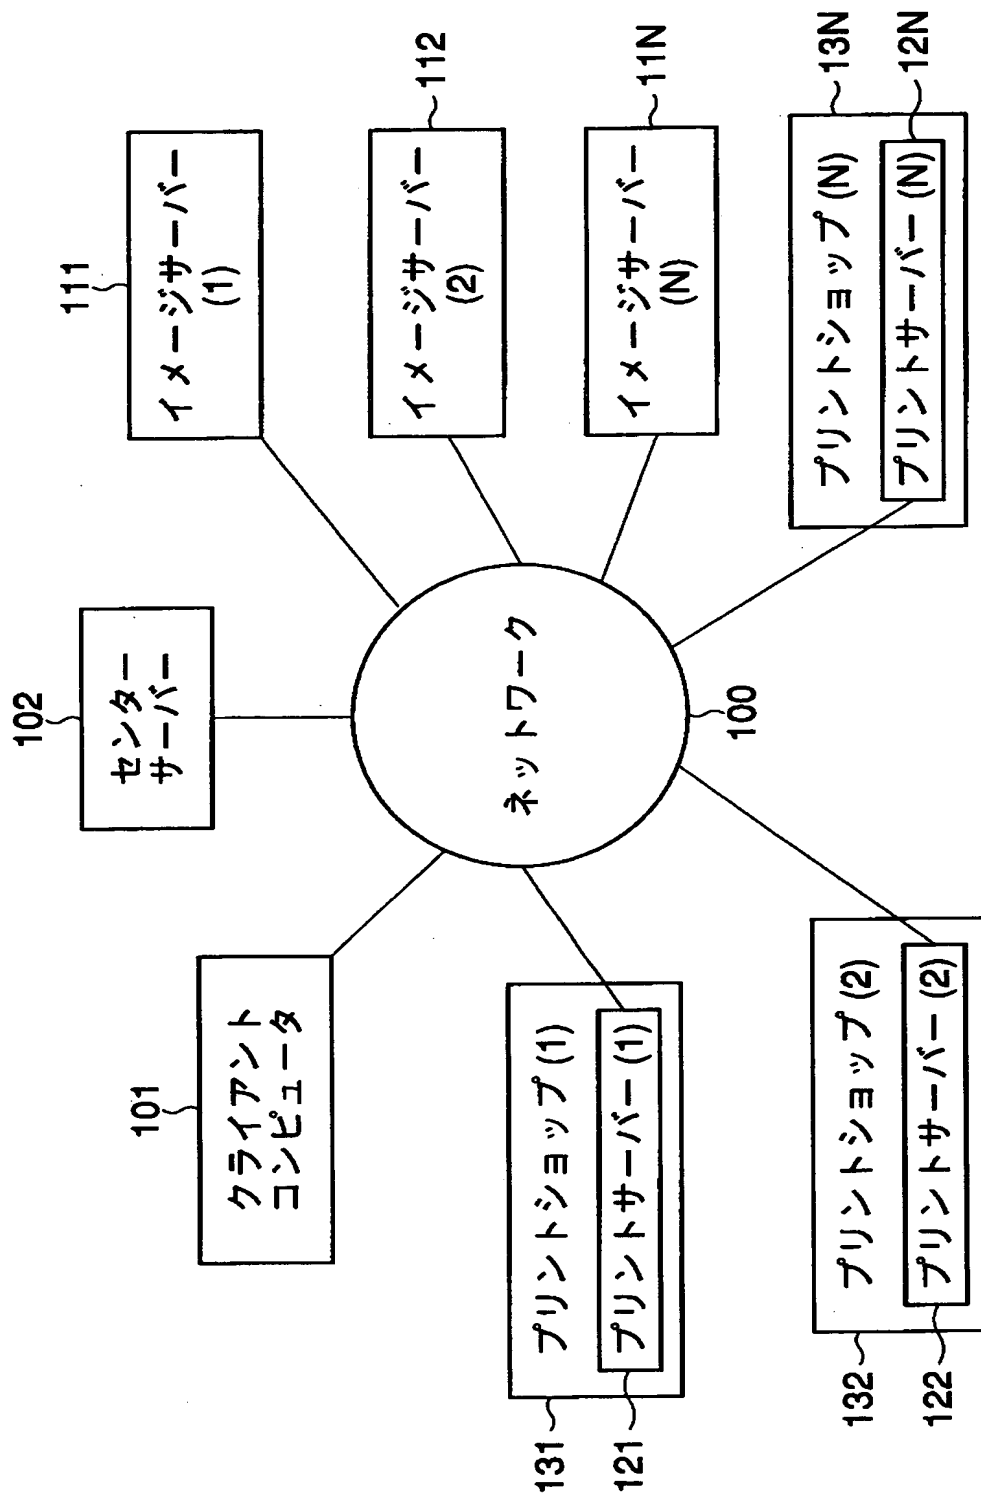 102
センター
サーバー
101
クライアント
コンピュータ
111
イメージサーバー
(1)
112
イメージサーバー
(2)
11N
イメージサーバー
(N)
ネットワーク
100
131
プリントショップ (1)
プリントサーバー (1)
121
132
プリントショップ (2)
プリントサーバー (2)
122
13N
プリントショップ (N)
プリントサーバー (N)
12N